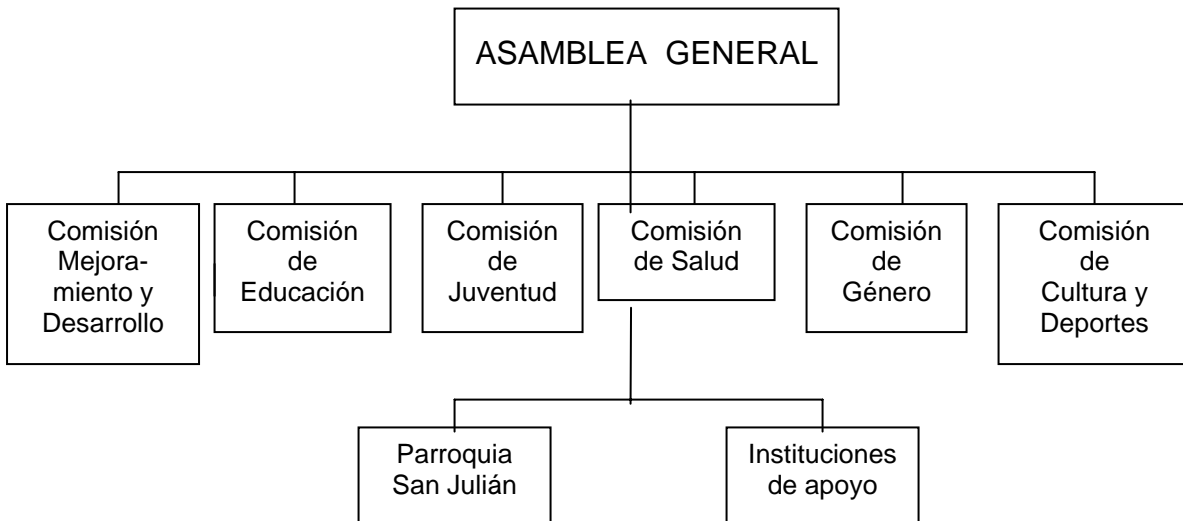 ASAMBLEA GENERAL
Comisión
Mejora-
miento y
Desarrollo
Comisión
de
Educación
Comisión
de
Juventud
Comisión
de Salud
Comisión
de
Género
Comisión
de
Cultura y
Deportes
Parroquia
San Julián
Instituciones
de apoyo